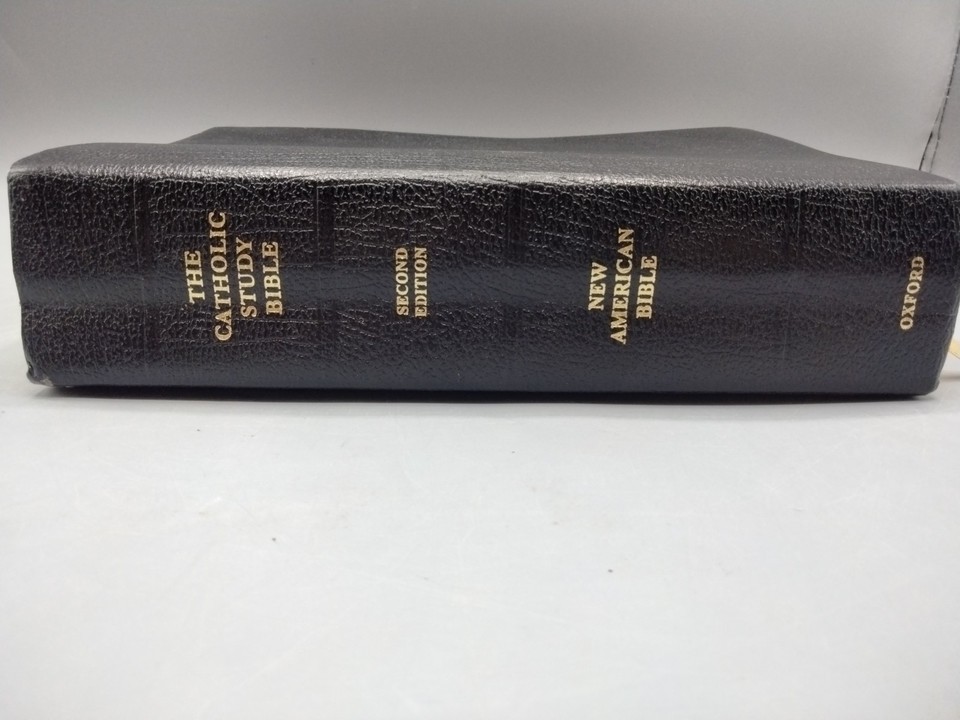 THE
CATHOLIC
STUDY
BIBLE
SECOND
EDITION
NEW
AMERICAN
BIBLE
OXFORD